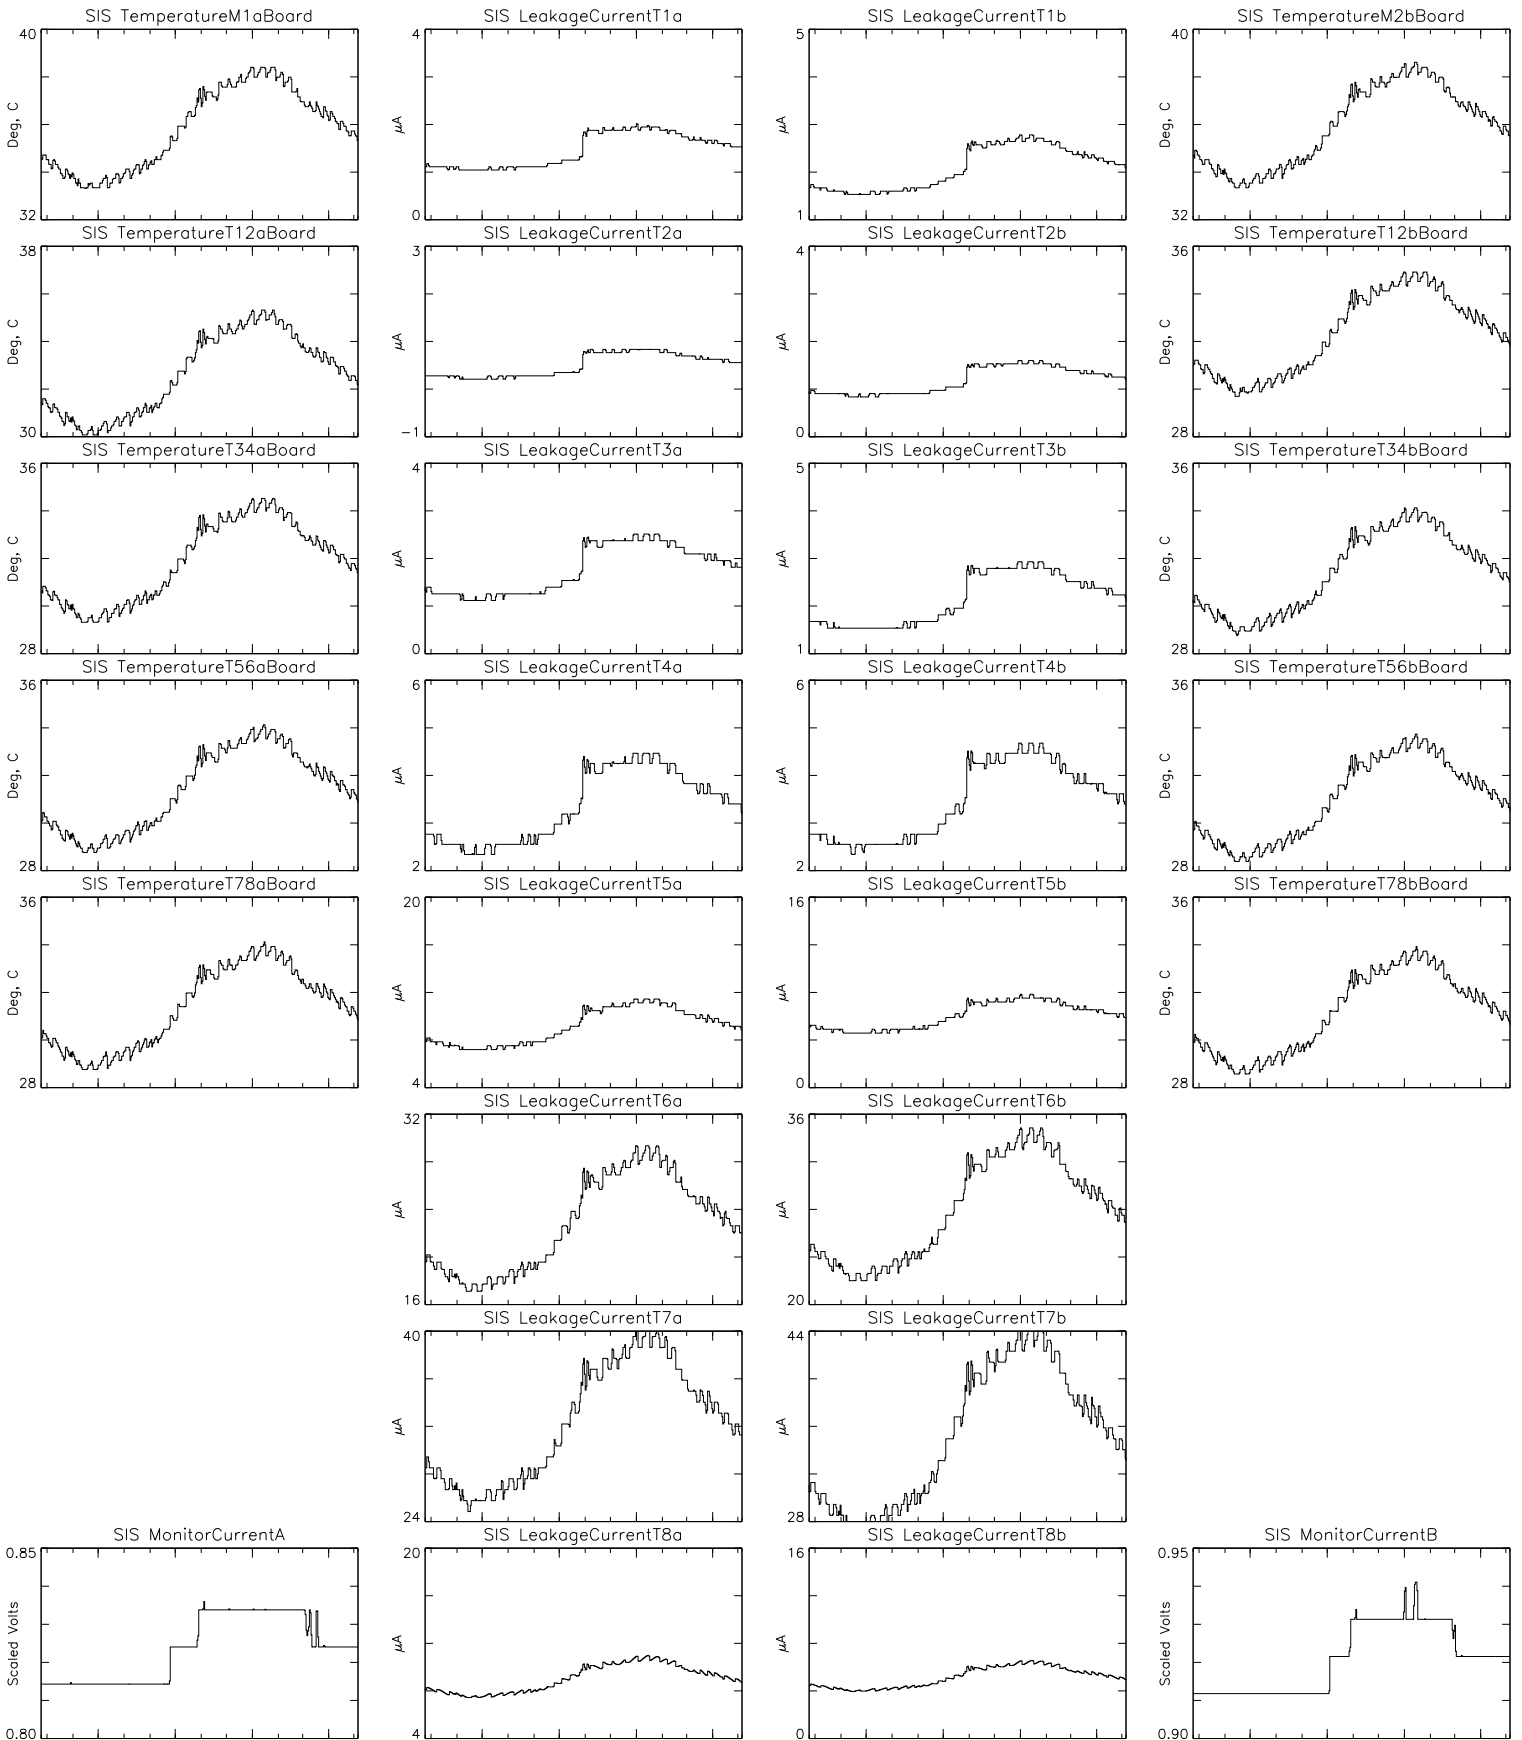 SIS TemperatureM1aBoard
SIS LeakageCurrentT1a
SIS LeakageCurrentT1b
SIS TemperatureM2bBoard
40
Deg, C
32
4
µA
0
5
µA
1
40
Deg, C
32
SIS TemperatureT12aBoard
SIS LeakageCurrentT2a
SIS LeakageCurrentT2b
SIS TemperatureT12bBoard
38
Deg, C
30
3
µA
−1
4
µA
0
36
Deg, C
28
SIS TemperatureT34aBoard
SIS LeakageCurrentT3a
SIS LeakageCurrentT3b
SIS TemperatureT34bBoard
36
Deg, C
28
4
µA
0
5
µA
1
36
Deg, C
28
SIS TemperatureT56aBoard
SIS LeakageCurrentT4a
SIS LeakageCurrentT4b
SIS TemperatureT56bBoard
36
Deg, C
28
6
µA
2
6
µA
2
36
Deg, C
28
SIS TemperatureT78aBoard
SIS LeakageCurrentT5a
SIS LeakageCurrentT5b
SIS TemperatureT78bBoard
36
Deg, C
28
20
µA
4
16
µA
0
36
Deg, C
28
SIS LeakageCurrentT6a
SIS LeakageCurrentT6b
32
µA
16
36
µA
20
SIS LeakageCurrentT7a
SIS LeakageCurrentT7b
40
µA
24
44
µA
28
SIS MonitorCurrentA
SIS LeakageCurrentT8a
SIS LeakageCurrentT8b
SIS MonitorCurrentB
0.85
Scaled Volts
0.80
20
µA
4
16
µA
0
0.95
Scaled Volts
0.90